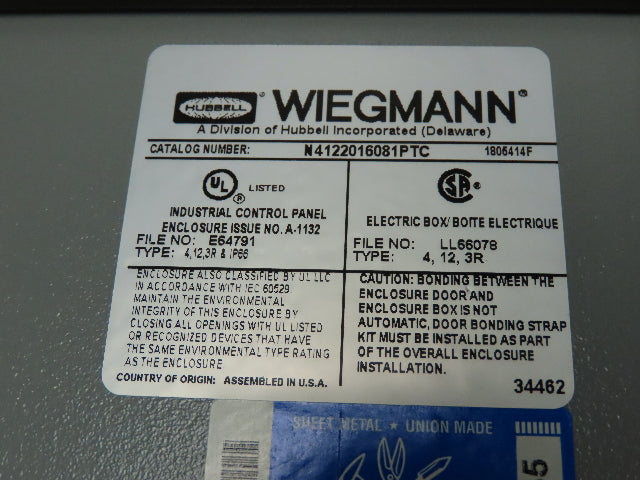 HUBBELL
WIEGMANN®
A Division of Hubbell Incorporated (Delaware)
CATALOG NUMBER: N4122016081PTC 1806414F
UL ® LISTED
INDUSTRIAL CONTROL PANEL
ENCLOSURE ISSUE NO. A-1132
FILE NO: E64791
TYPE: 4,12,3R & IP66
ENCLOSURE ALSO CLASSIFIED BY UL LLC
IN ACCORDANCE WITH IEC 60529.
MAINTAIN THE ENVIRONMENTAL
INTEGRITY OF THIS ENCLOSURE BY
CLOSING ALL OPENINGS WITH UL LISTED
OR RECOGNIZED DEVICES THAT HAVE
THE SAME ENVIRONMENTAL TYPE RATING
AS THE ENCLOSURE
COUNTRY OF ORIGIN: ASSEMBLED IN U.S.A.
SA ®
ELECTRIC BOX/ BOITE ELECTRIQUE
FILE NO: LL66078
TYPE: 4, 12, 3R
CAUTION: BONDING BETWEEN THE
ENCLOSURE DOOR AND
ENCLOSURE BOX IS NOT
AUTOMATIC, DOOR BONDING STRAP
KIT MUST BE INSTALLED AS PART
OF THE OVERALL ENCLOSURE
INSTALLATION.
34462
SHEET METAL ★ UNION MADE
5